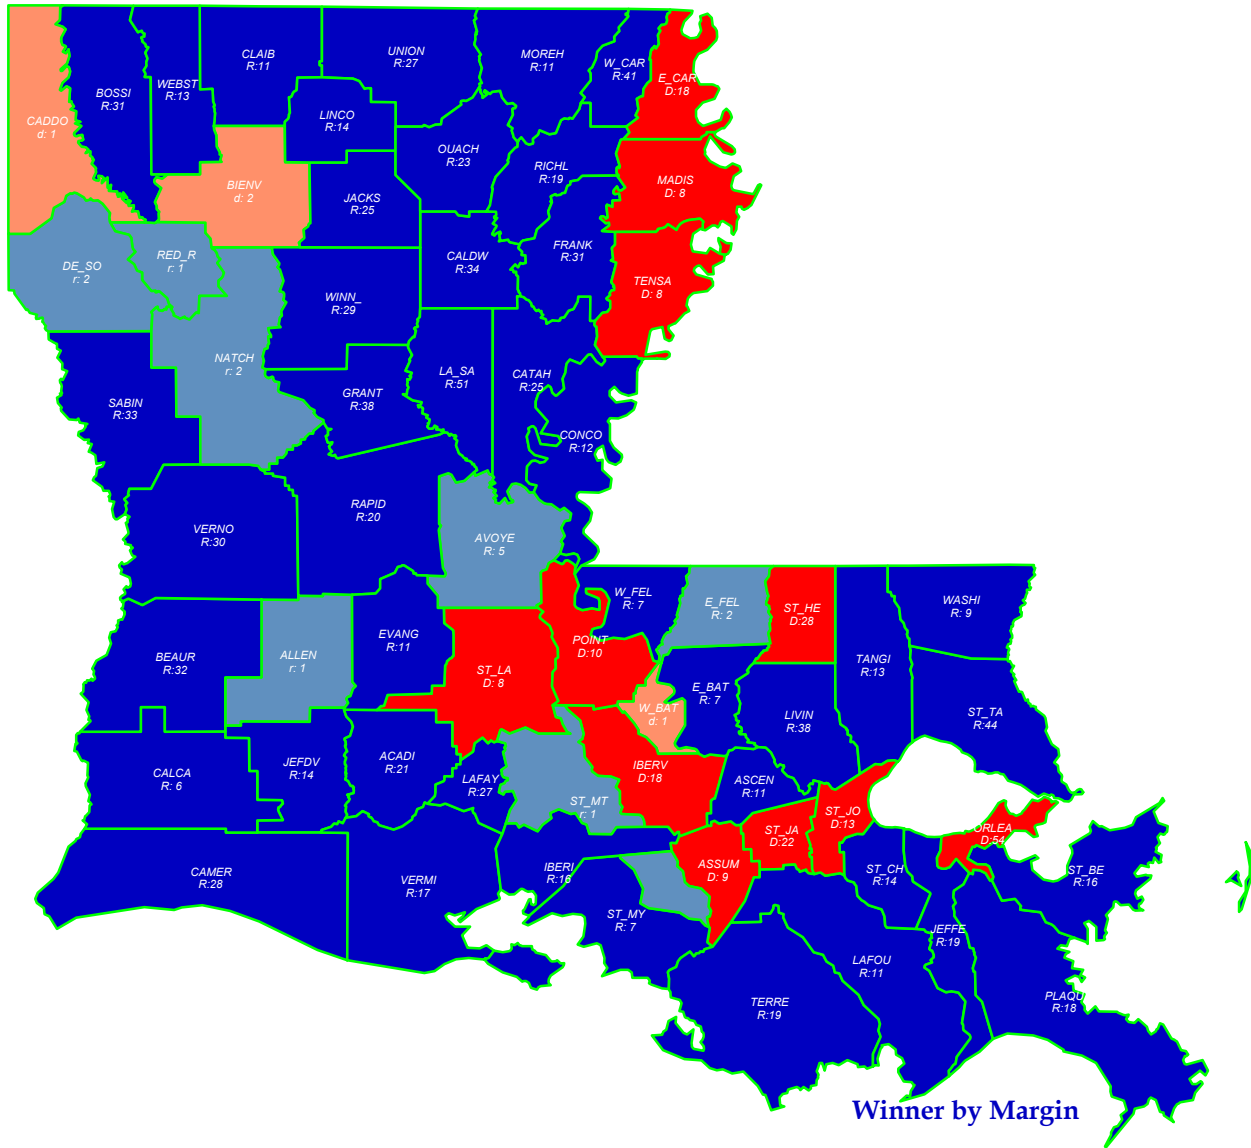 CLAIB
R:11
UNION
R:27
MOREH
R:11
W_CAR
R:41
E_CAR
D:18
WEBST
R:13
BOSSI
R:31
CADDO
d: 1
LINCO
R:14
OUACH
R:23
RICHL
R:19
MADIS
D: 8
BIENV
d: 2
JACKS
R:25
CALDW
R:34
FRANK
R:31
TENSA
D: 8
DE_SO
r: 2
RED_R
r: 1
WINN_
R:29
NATCH
r: 2
GRANT
R:38
LA_SA
R:51
CATAH
R:25
SABIN
R:33
CONCO
R:12
VERNO
R:30
RAPID
R:20
AVOYE
R: 5
W_FEL
R: 7
E_FEL
R: 2
ST_HE
D:28
WASHI
R: 9
BEAUR
R:32
ALLEN
r: 1
EVANG
R:11
ST_LA
D: 8
POINT
D:10
TANGI
R:13
W_BAT
d: 1
E_BAT
R: 7
LIVIN
R:38
ST_TA
R:44
CALCA
R: 6
JEFDV
R:14
ACADI
R:21
LAFAY
R:27
IBERV
D:18
ASCEN
R:11
ST_MT
r: 1
ST_JA
D:22
ST_JO
D:13
ORLEA
D:54
CAMER
R:28
VERMI
R:17
IBERI
R:16
ASSUM
D: 9
ST_CH
R:14
ST_BE
R:16
ST_MY
R: 7
JEFFE
R:19
LAFOU
R:11
TERRE
R:19
PLAQU
R:18
Winner by Margin